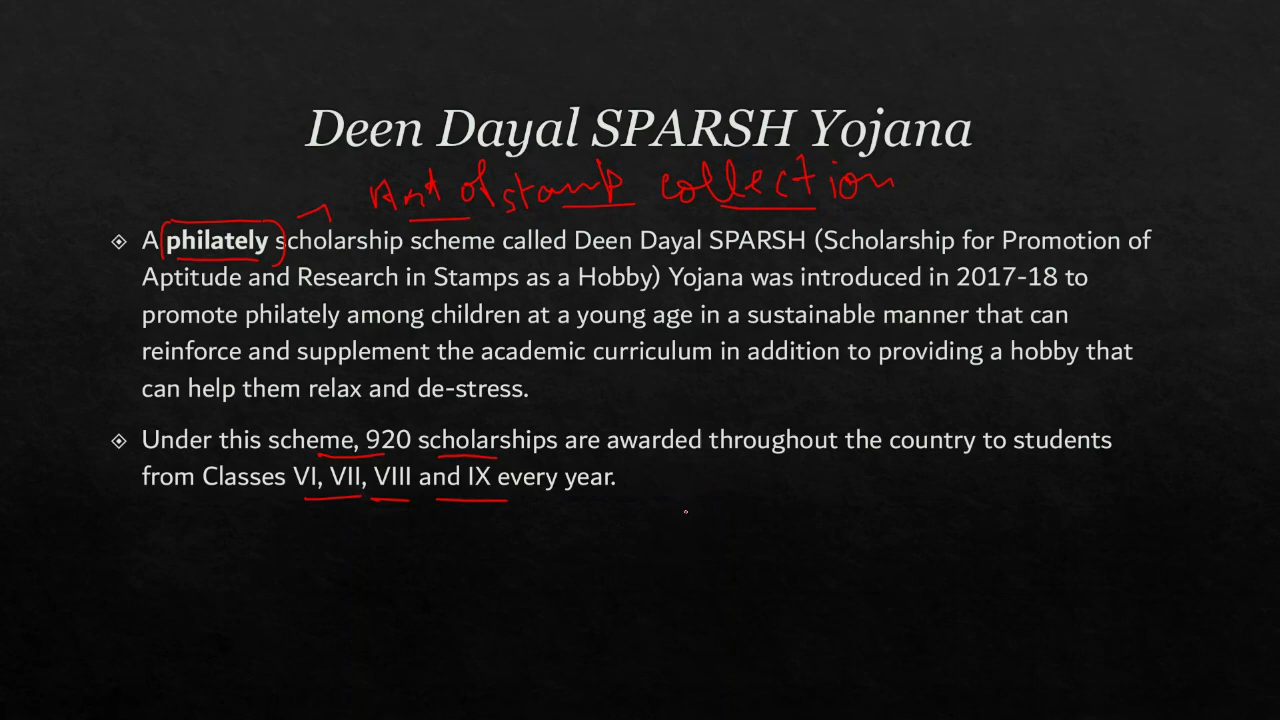 Deen Dayal SPARSH Yojana
Art of stamp collection
A philately scholarship scheme called Deen Dayal SPARSH (Scholarship for Promotion of
Aptitude and Research in Stamps as a Hobby) Yojana was introduced in 2017-18 to
promote philately among children at a young age in a sustainable manner that can
reinforce and supplement the academic curriculum in addition to providing a hobby that
can help them relax and de-stress.
Under this scheme, 920 scholarships are awarded throughout the country to students
from Classes VI, VII, VIII and IX every year.